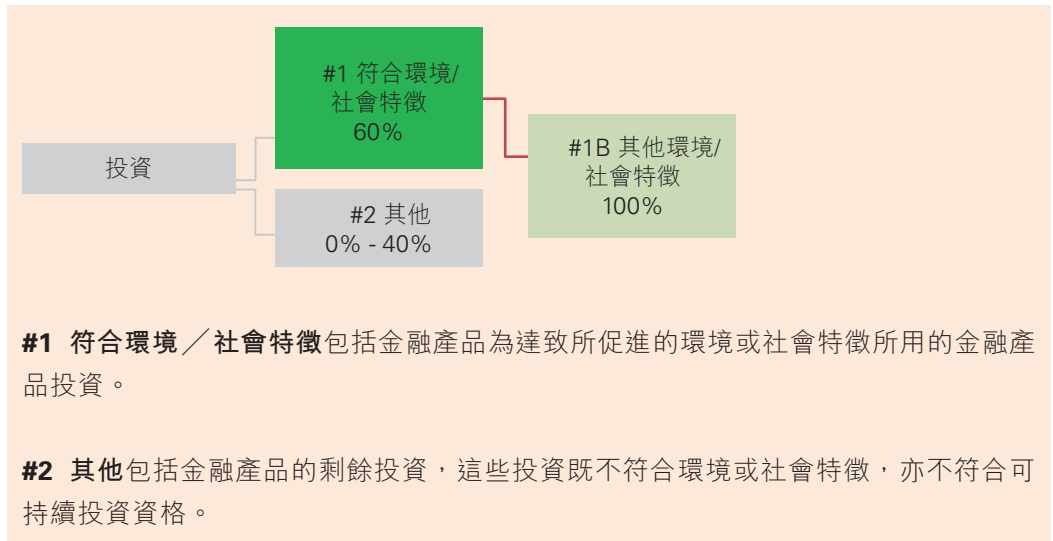 投資
#1 符合環境/
社會特徵
60%
#2 其他
0% - 40%
#1B 其他環境/
社會特徵
100%
#1 符合環境／社會特徵包括金融產品為達致所促進的環境或社會特徵所用的金融產
品投資。
#2 其他包括金融產品的剩餘投資，這些投資既不符合環境或社會特徵，亦不符合可
持續投資資格。